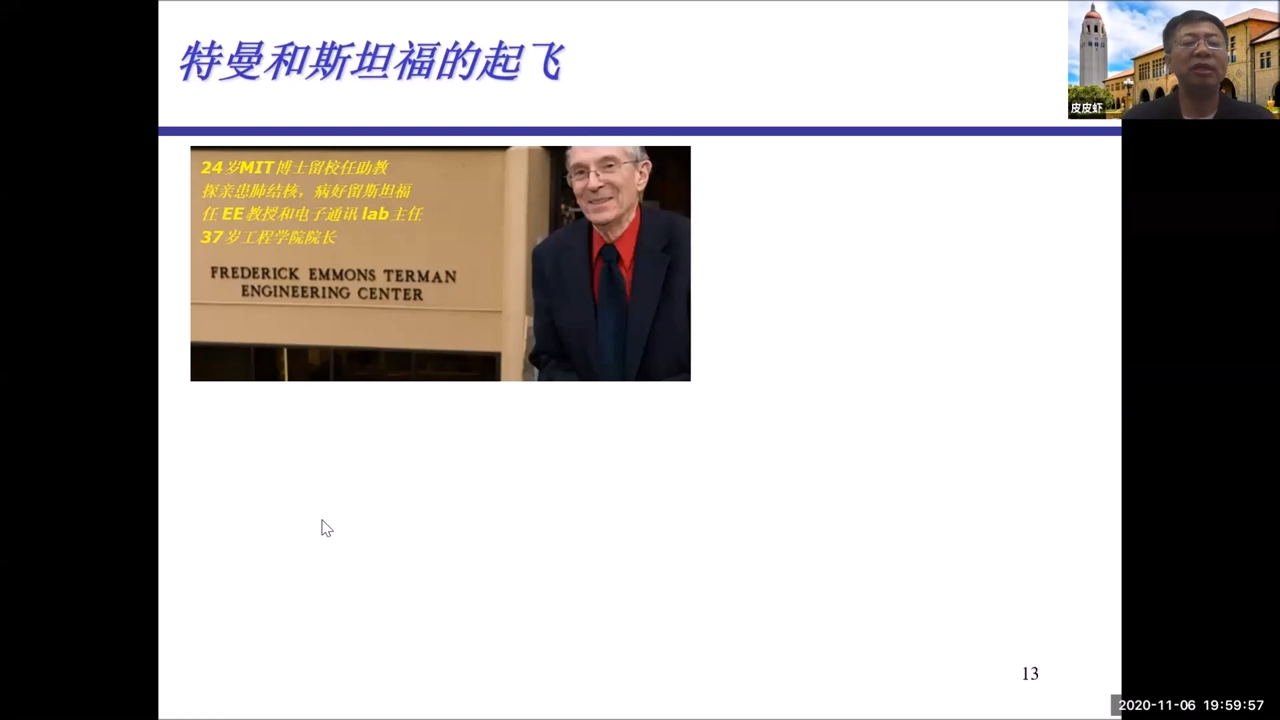 特曼和斯坦福的起飞
皮皮虾
24岁MIT博士留校任助教
探亲患肺结核，病好留斯坦福
任EE教授和电子通讯lab主任
37岁工程学院院长
FREDERICK EMMONS TERMAN
ENGINEERING CENTER
13
2020-11-06 19:59:57